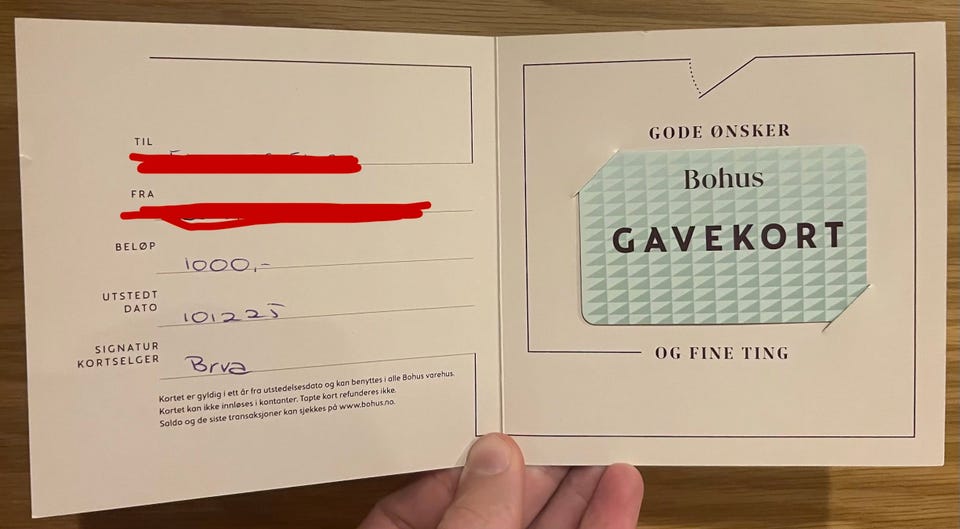 TIL
FRA
BELØP
1000,-
UTSTEDT
DATO
101225
SIGNATUR
KORTSELGER
Brva
Kortet er gyldig i ett år fra utstedelsesdato og kan benyttes i alle Bohus varehus.
Kortet kan ikke innløses i kontanter. Tapte kort refunderes ikke.
Saldo og de siste transaksjoner kan sjekkes på www.bohus.no.
GODE ØNSKER
Bohus
GAVEKORT
OG FINE TING